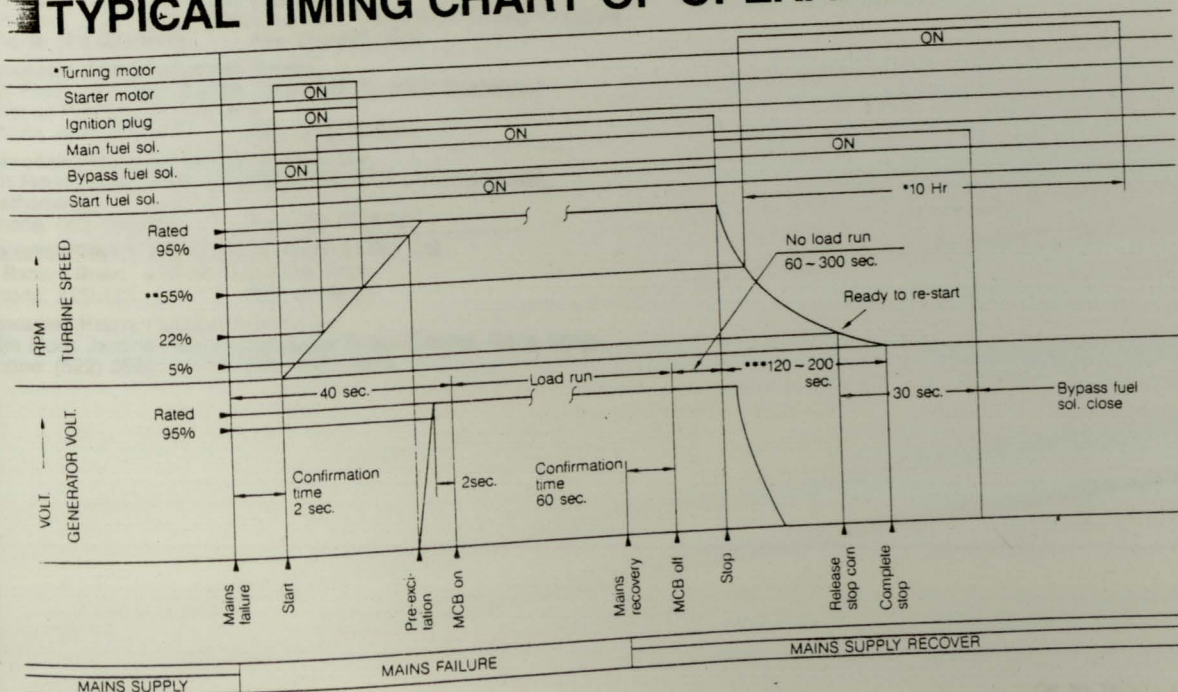 TYPICAL TIMING CHART OF
ON
*Turning motor
Starter motor
ON
Ignition plug
ON
Main fuel sol.
ON
Bypass fuel sol.
ON
ON
Start fuel sol.
ON
*10 Hr
Rated
95%
No load run
60~300 sec.
**55%
Ready to re-start
22%
5%
RPM
TURBINE SPEED
40 sec.
Load run
***120~200
sec.
30 sec.
Bypass fuel
sol. close
Rated
95%
VOLT.
GENERATOR VOLT.
Confirmation
time
2 sec.
2sec.
Confirmation
time
60 sec.
Mains
failure
Start
Pre-exci-
tation
MCB on
Mains
recovery
MCB off
Stop
Release
stop corn
Complete
stop
MAINS SUPPLY
MAINS FAILURE
MAINS SUPPLY RECOVER